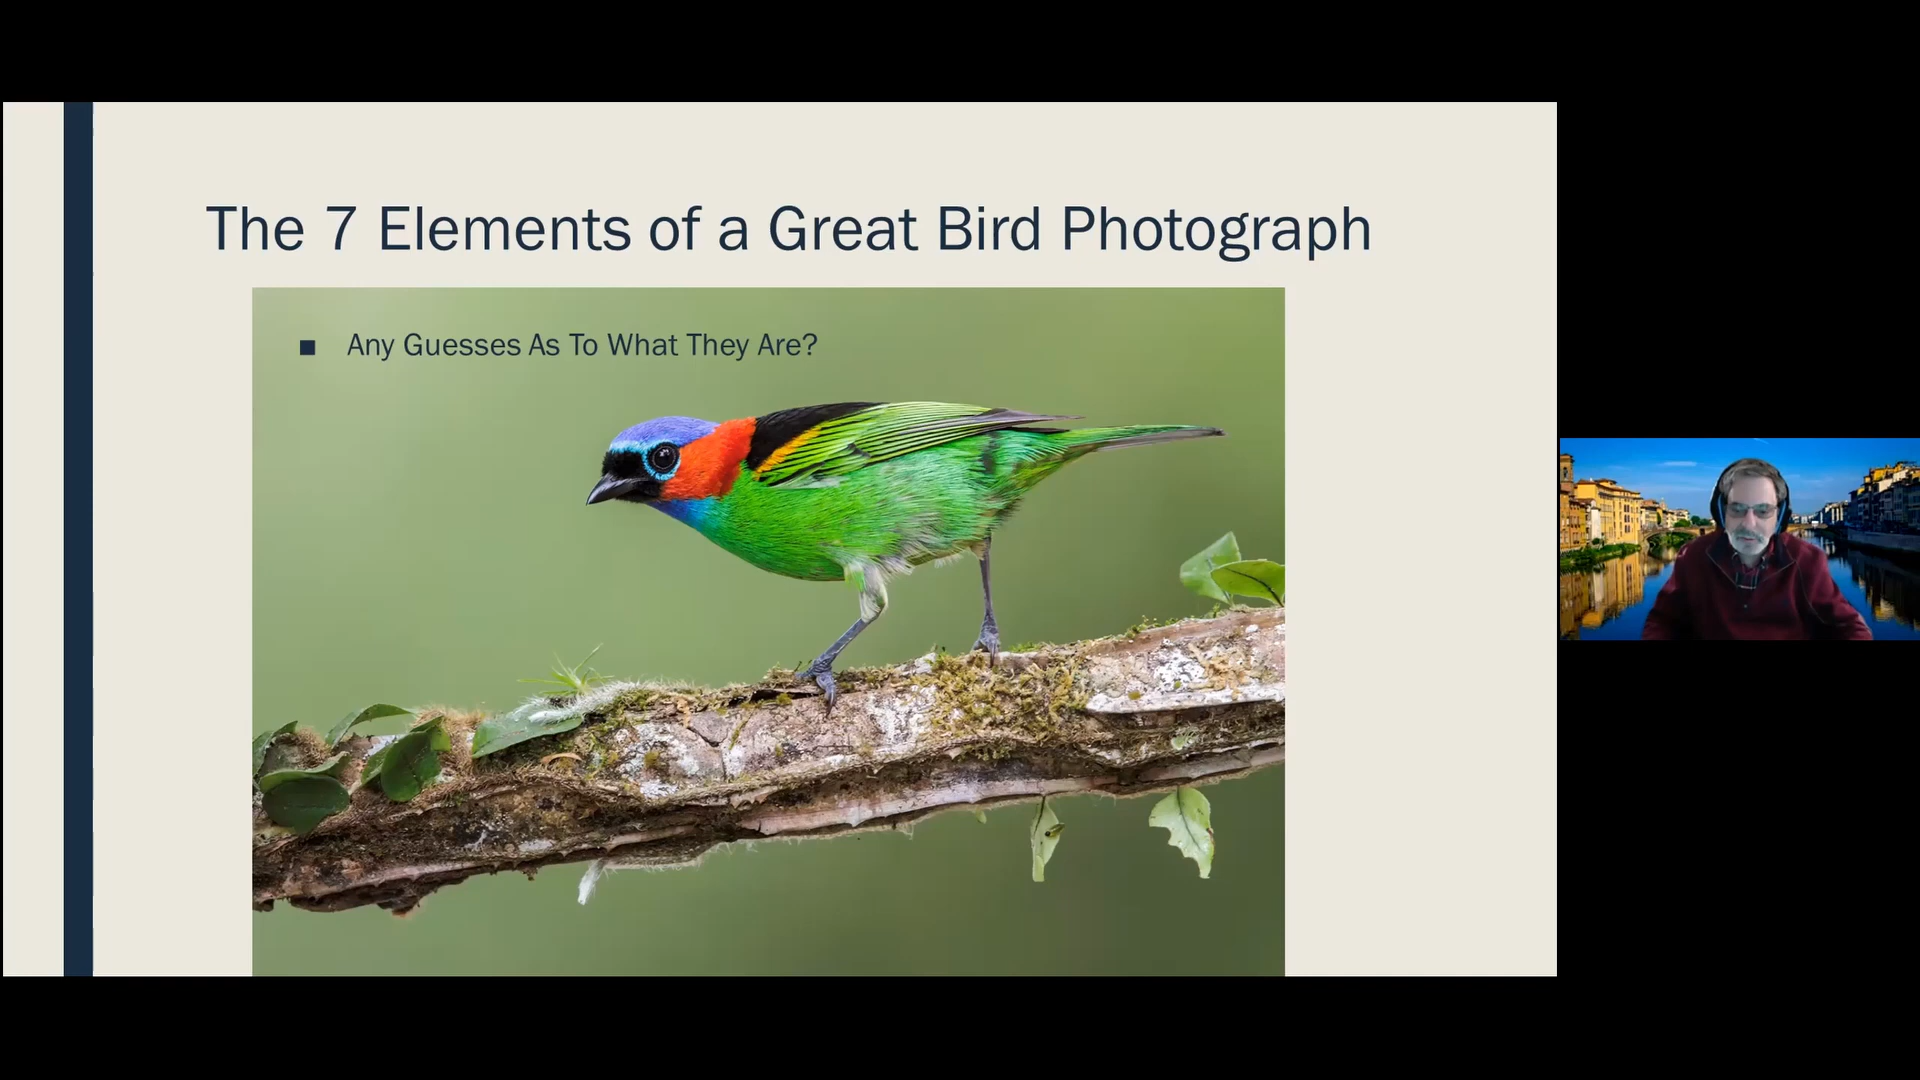 The 7 Elements of a Great Bird Photograph
Any Guesses As To What They Are?